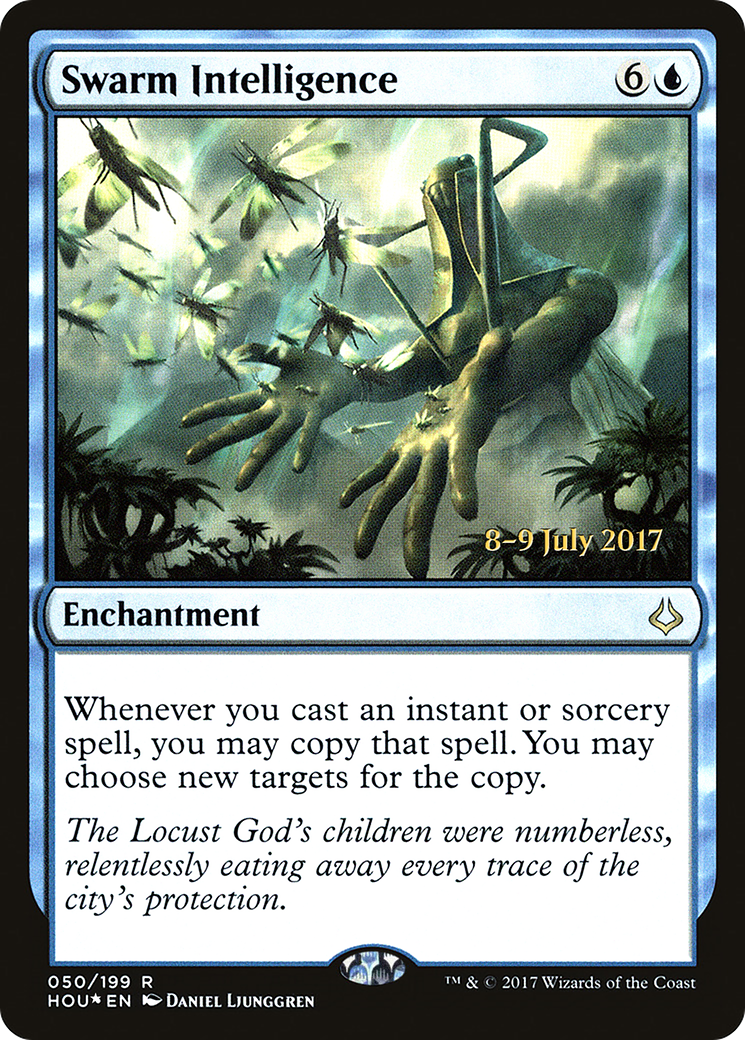 Swarm Intelligence 6
8–9 July 2017
Enchantment
Whenever you cast an instant or sorcery
spell, you may copy that spell. You may
choose new targets for the copy.
The Locust God's children were numberless,
relentlessly eating away every trace of the
city's protection.
050/199 R
HOU★EN Daniel Ljunggren
™ & © 2017 Wizards of the Coast